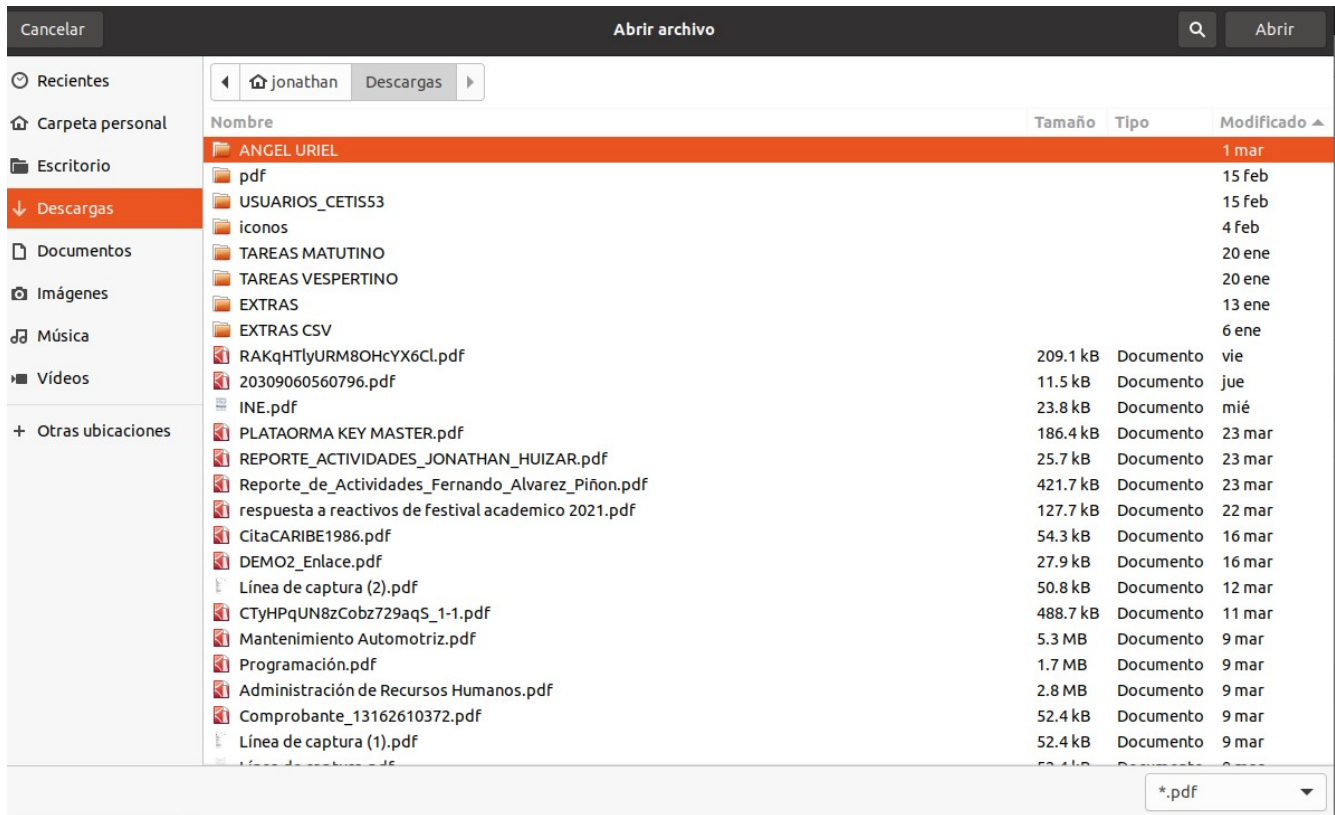 Cancelar Abrir archivo Abrir
Recientes
Carpeta personal
Escritorio
Descargas
Documentos
Imágenes
Música
Vídeos
+ Otras ubicaciones
jonathan Descargas
Nombre Tamaño Tipo Modificado
ANGEL URIEL 1 mar
pdf 15 feb
USUARIOS_CETIS53 15 feb
iconos 4 feb
TAREAS MATUTINO 20 ene
TAREAS VESPERTINO 20 ene
EXTRAS 13 ene
EXTRAS CSV 6 ene
RAKqHTlyURM8OHcYX6Cl.pdf 209.1 kB Documento vie
20309060560796.pdf 11.5 kB Documento jue
INE.pdf 23.8 kB Documento mié
PLATAORMA KEY MASTER.pdf 186.4 kB Documento 23 mar
REPORTE_ACTIVIDADES_JONATHAN_HUIZAR.pdf 25.7 kB Documento 23 mar
Reporte_de_Actividades_Fernando_Alvarez_Piñon.pdf 421.7 kB Documento 23 mar
respuesta a reactivos de festival academico 2021.pdf 127.7 kB Documento 22 mar
CitaCARIBE1986.pdf 54.3 kB Documento 16 mar
DEMO2_Enlace.pdf 27.9 kB Documento 16 mar
Línea de captura (2).pdf 50.8 kB Documento 12 mar
CTyHPqUN8zCobz729aqS_1-1.pdf 488.7 kB Documento 11 mar
Mantenimiento Automotriz.pdf 5.3 MB Documento 9 mar
Programación.pdf 1.7 MB Documento 9 mar
Administración de Recursos Humanos.pdf 2.8 MB Documento 9 mar
Comprobante_13162610372.pdf 52.4 kB Documento 9 mar
Línea de captura (1).pdf 52.4 kB Documento 9 mar
*.pdf